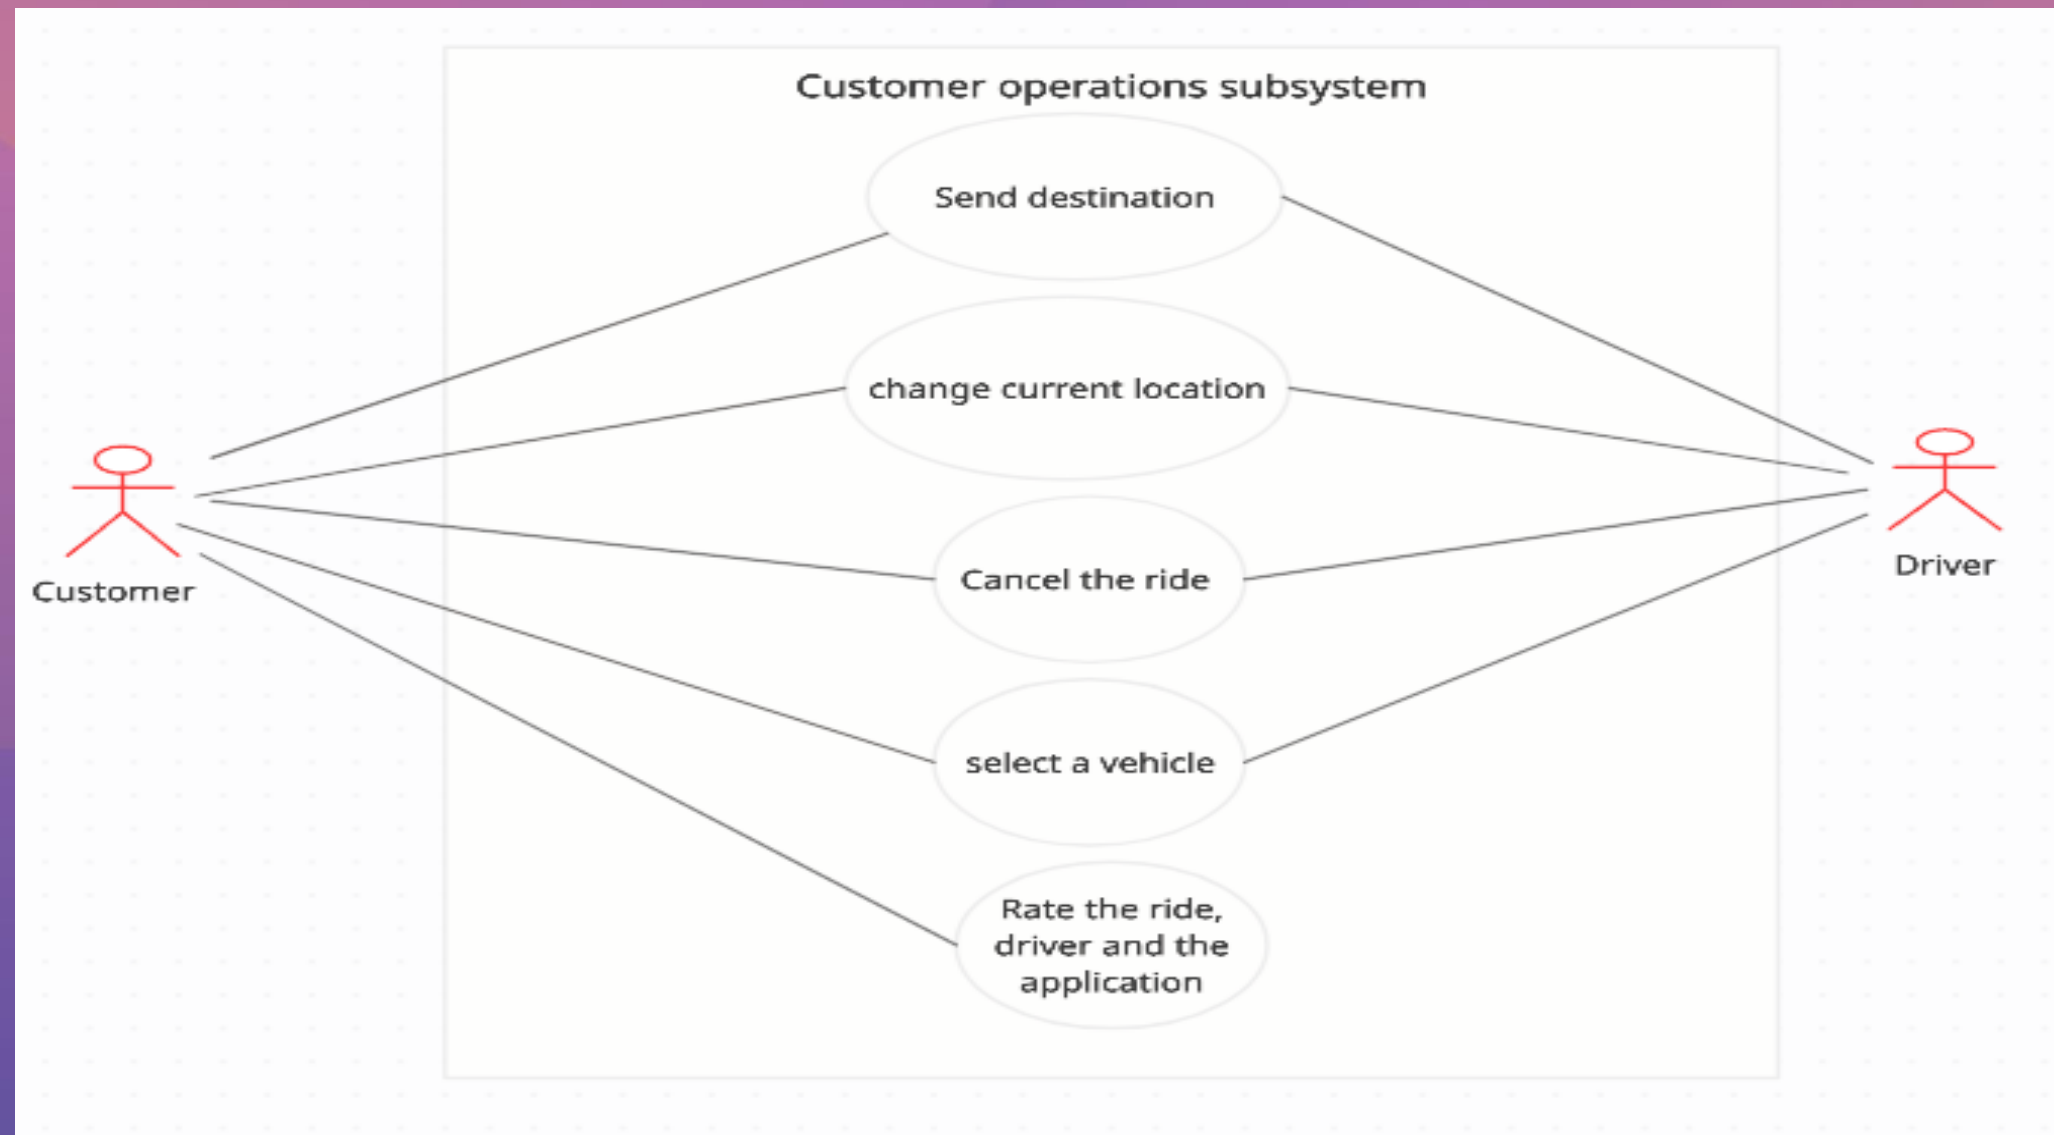 Customer operations subsystem
Send destination
change current location
Cancel the ride
select a vehicle
Rate the ride,
driver and the
application
Customer
Driver